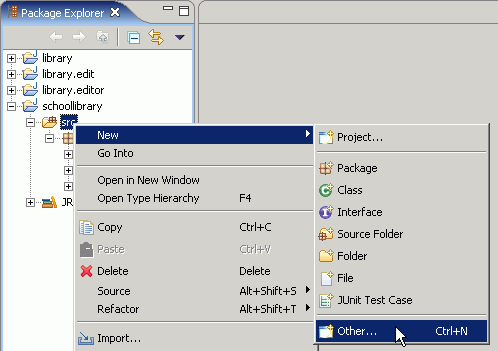 Package Explorer
library
library.edit
library.editor
schoollibrary
src
JR
New
Go Into
Open in New Window
Open Type Hierarchy F4
Copy Ctrl+C
Paste Ctrl+V
Delete Delete
Source Alt+Shift+S
Refactor Alt+Shift+T
Import...
Project...
Package
Class
Interface
Source Folder
Folder
File
JUnit Test Case
Other... Ctrl+N